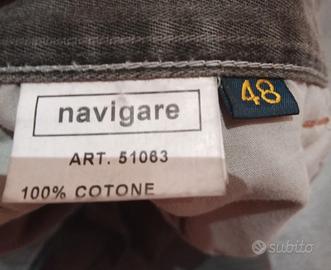 navigare
48
ART. 51063
100% COTONE
subito